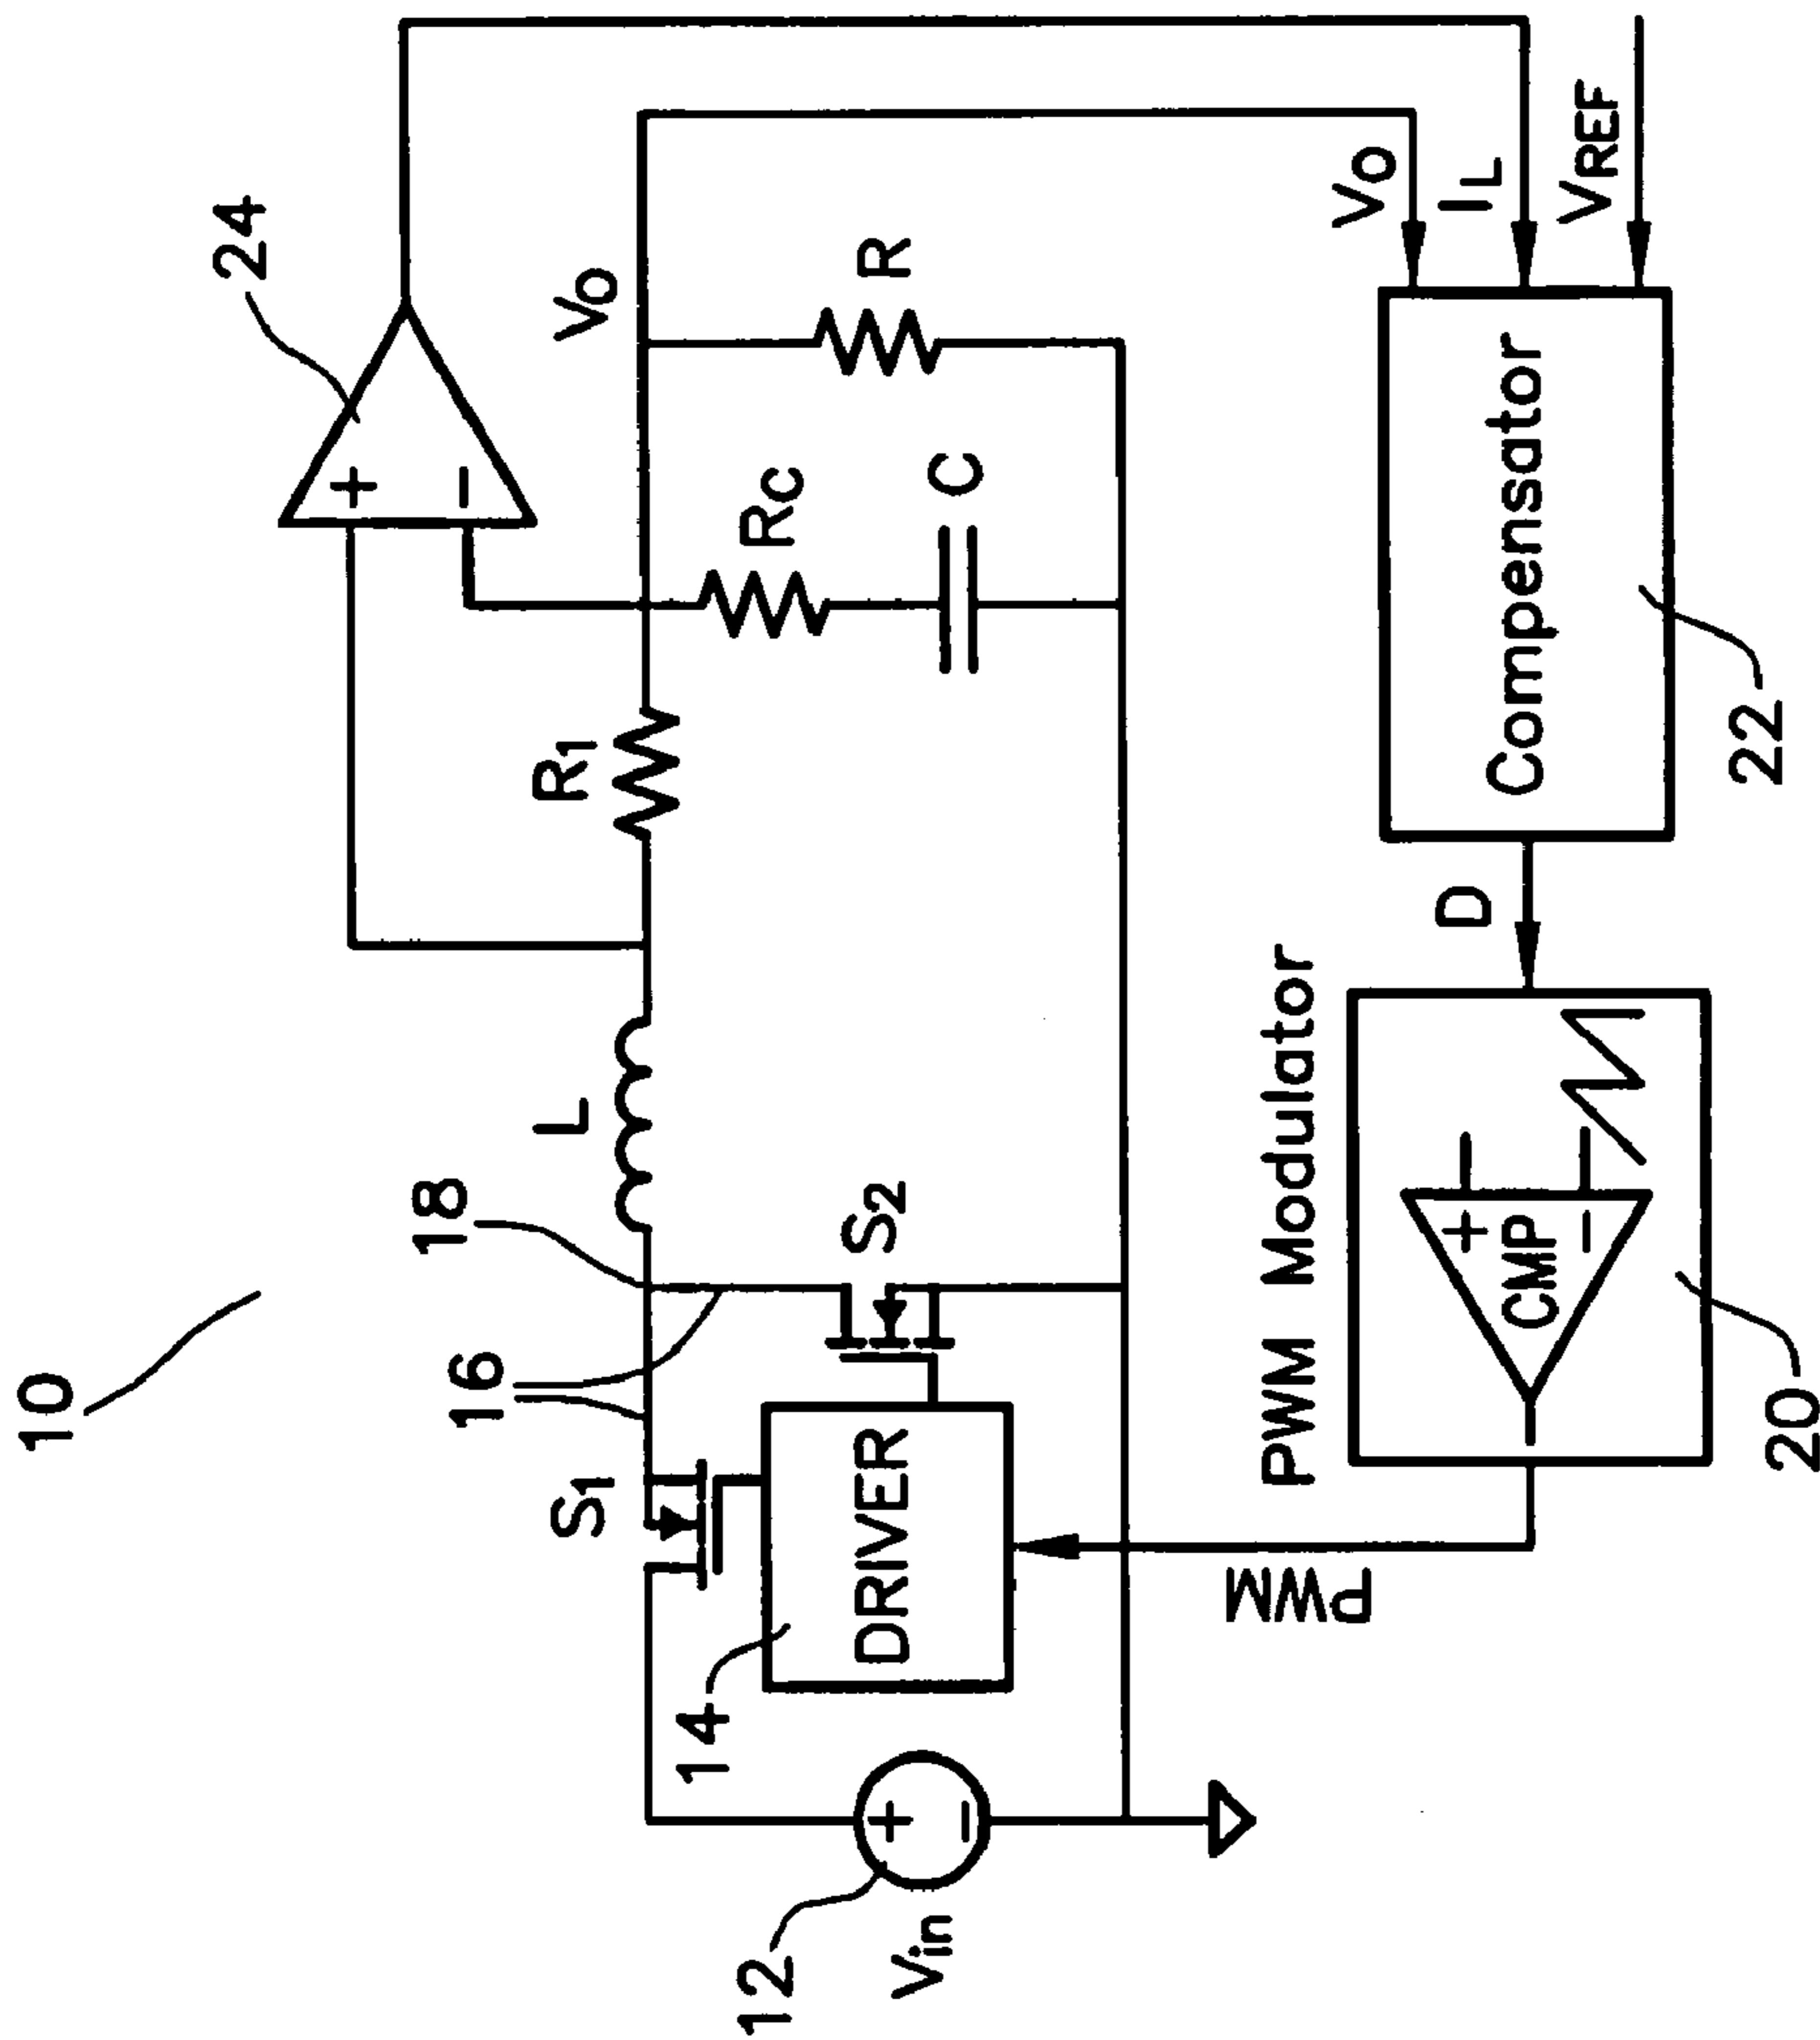 10
24
16
18
S1
L
R1
VO
+
-
14
DRIVER
S2
RC
C
R
12
Vin
+
-
PWM
PWM Modulator
D
VO
IL
VREF
+
-
CMP
Compensator
20
22